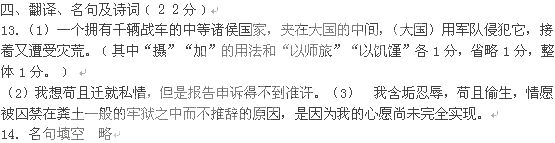 四、翻译、名句及诗词（２２分）
13.（1）一个拥有千辆战车的中等诸侯国家，夹在大国的中间，（大国）用军队侵犯它，接
着又遭受灾荒。（其中“摄”“加”的用法和“以师旅”“以饥馑”各１分，省略１分，整
体１分。）
（2）我想苟且迁就私情，但是报告申诉得不到准许。（3） 我含垢忍辱，苟且偷生，情愿
被囚禁在粪土一般的牢狱之中而不推辞的原因，是因为我的心愿尚未完全实现。
14. 名句填空 略